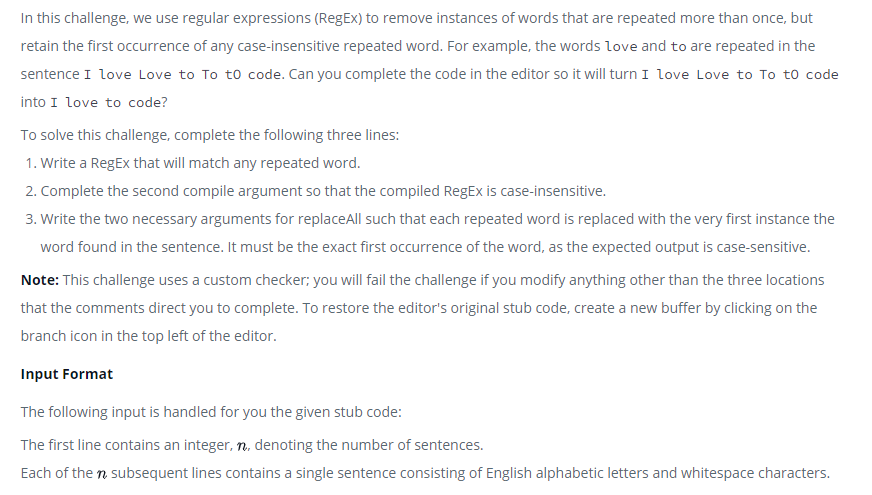 In this challenge, we use regular expressions (RegEx) to remove instances of words that are repeated more than once, but
retain the first occurrence of any case-insensitive repeated word. For example, the words love and to are repeated in the
sentence I love Love to To tO code. Can you complete the code in the editor so it will turn I love Love to To tO code
into I love to code?
To solve this challenge, complete the following three lines:
1. Write a RegEx that will match any repeated word.
2. Complete the second compile argument so that the compiled RegEx is case-insensitive.
3. Write the two necessary arguments for replaceAll such that each repeated word is replaced with the very first instance the
word found in the sentence. It must be the exact first occurrence of the word, as the expected output is case-sensitive.
Note: This challenge uses a custom checker; you will fail the challenge if you modify anything other than the three locations
that the comments direct you to complete. To restore the editor's original stub code, create a new buffer by clicking on the
branch icon in the top left of the editor.
Input Format
The following input is handled for you the given stub code:
The first line contains an integer, n, denoting the number of sentences.
Each of the n subsequent lines contains a single sentence consisting of English alphabetic letters and whitespace characters.